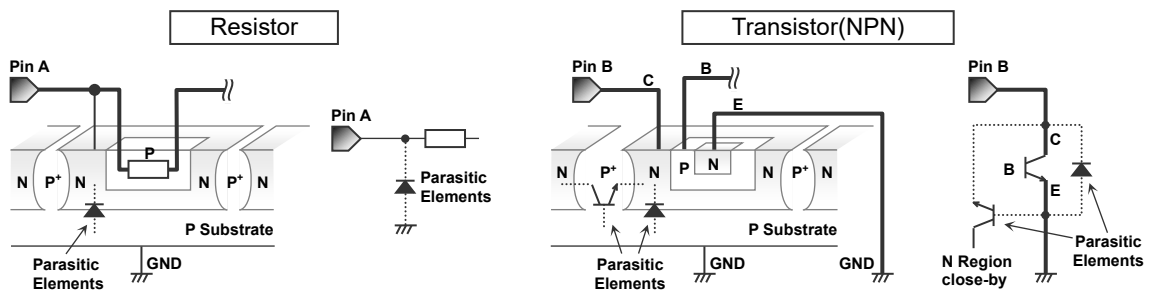 Resistor
Transistor(NPN)
Pin A
P
N P+ N N P+ N
P Substrate
Parasitic
Elements
GND
Pin A
Parasitic
Elements
Pin B
C
B
E
N P+ N P N N P+ N
P Substrate
Parasitic
Elements
GND
GND
Pin B
C
B
E
Parasitic
Elements
N Region
close-by